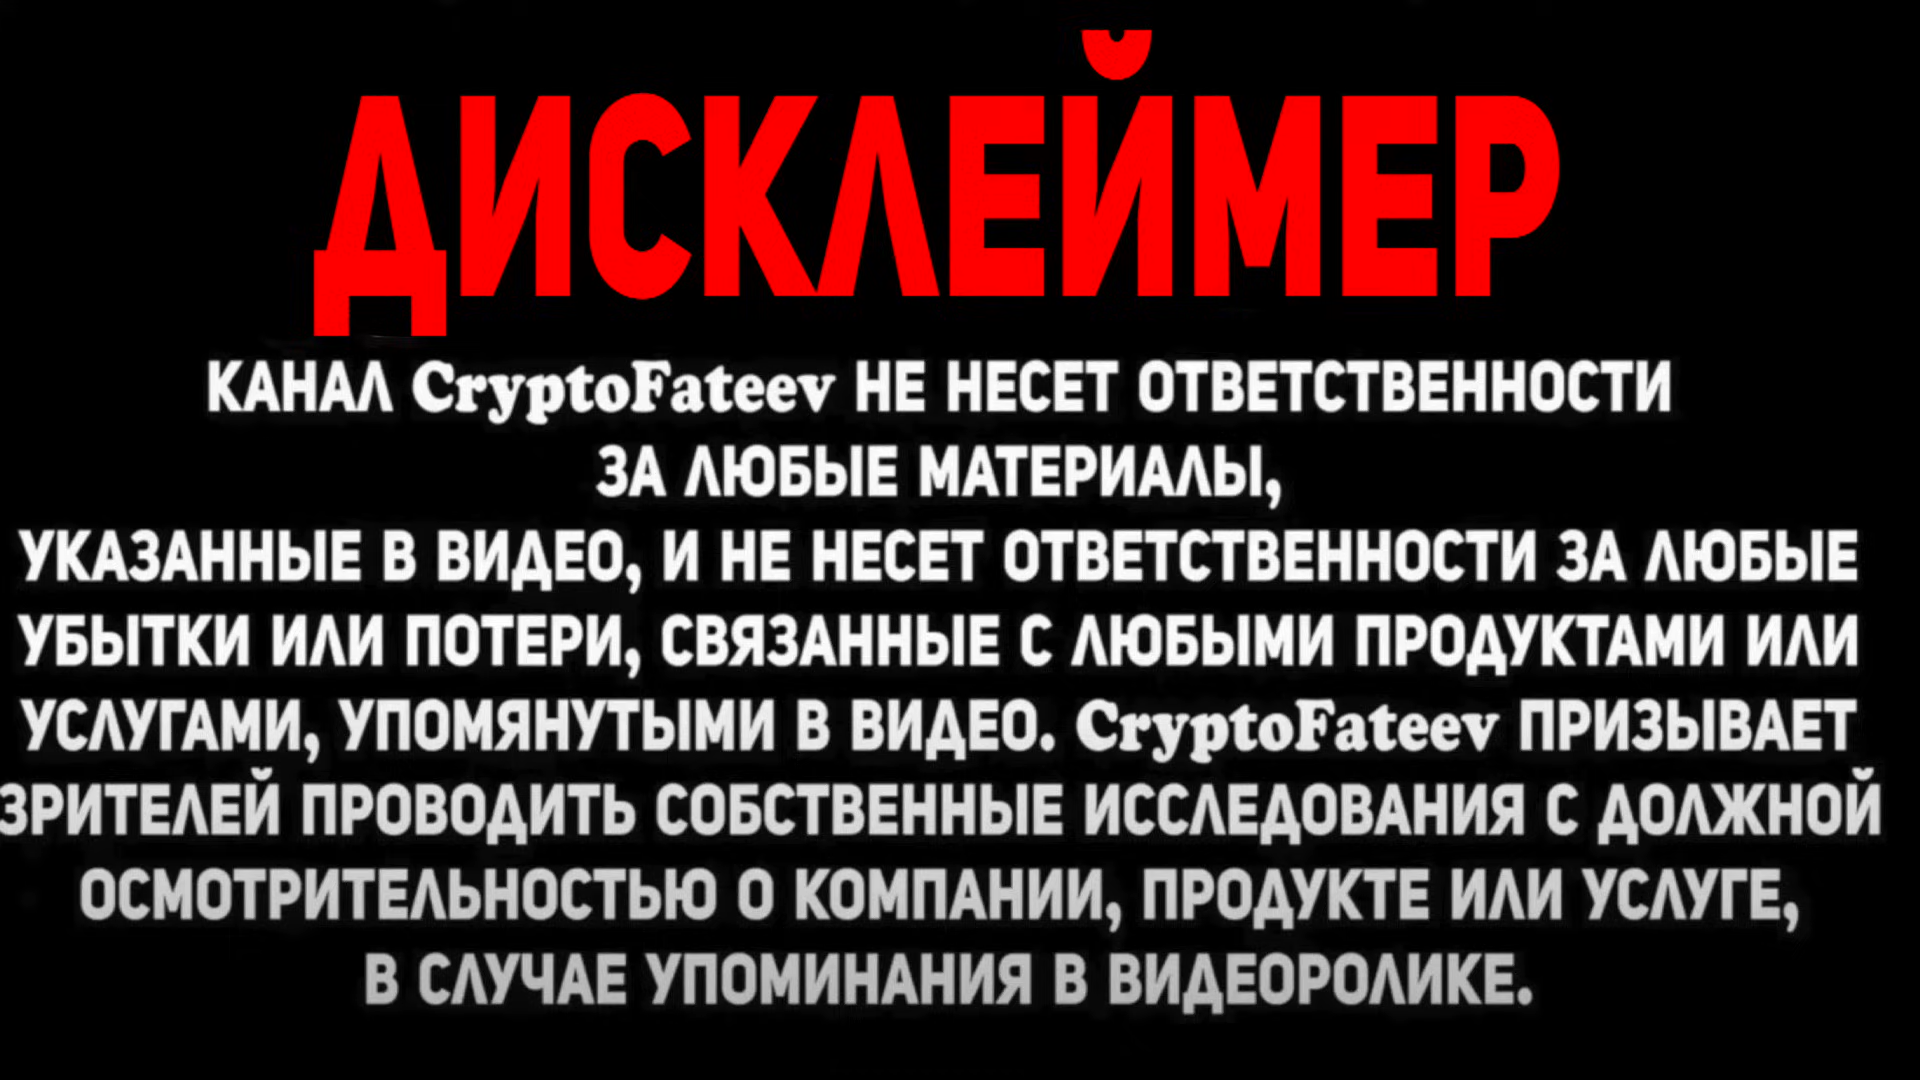 ДИСКЛЕЙМЕР
КАНАЛ CryptoFateev НЕ НЕСЕТ ОТВЕТСТВЕННОСТИ
ЗА ЛЮБЫЕ МАТЕРИАЛЫ,
УКАЗАННЫЕ В ВИДЕО, И НЕ НЕСЕТ ОТВЕТСТВЕННОСТИ ЗА ЛЮБЫЕ
УБЫТКИ ИЛИ ПОТЕРИ, СВЯЗАННЫЕ С ЛЮБЫМИ ПРОДУКТАМИ ИЛИ
УСЛУГАМИ, УПОМЯНУТЫМИ В ВИДЕО. CryptoFateev ПРИЗЫВАЕТ
ЗРИТЕЛЕЙ ПРОВОДИТЬ СОБСТВЕННЫЕ ИССЛЕДОВАНИЯ С ДОЛЖНОЙ
ОСМОТРИТЕЛЬНОСТЬЮ О КОМПАНИИ, ПРОДУКТЕ ИЛИ УСЛУГЕ,
В СЛУЧАЕ УПОМИНАНИЯ В ВИДЕОРОЛИКЕ.